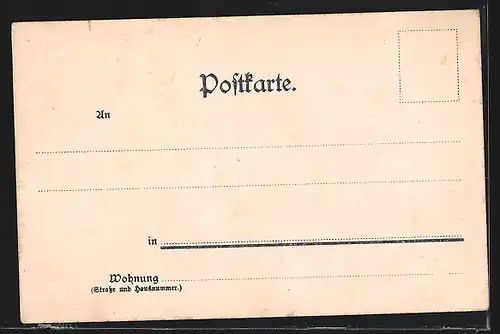 Postkarte.
An
in
Wohnung
(Straße und Hausnummer.)